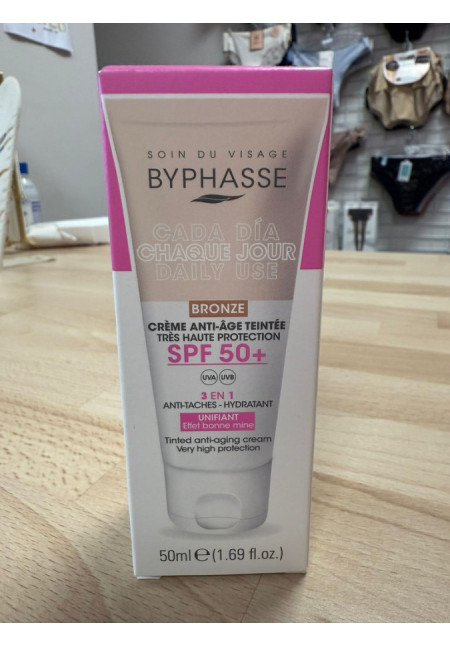 SOIN DU VISAGE
BYPHASSE
CADA DÍA
CHAQUE JOUR
DAILY USE
BRONZE
CRÈME ANTI-ÂGE TEINTÉE
TRÈS HAUTE PROTECTION
SPF 50+
UVA UVB
3 EN 1
ANTI-TACHES - HYDRATANT
UNIFIANT
Effet bonne mine
Tinted anti-aging cream
Very high protection
50ml ℮ (1.69 fl.oz.)